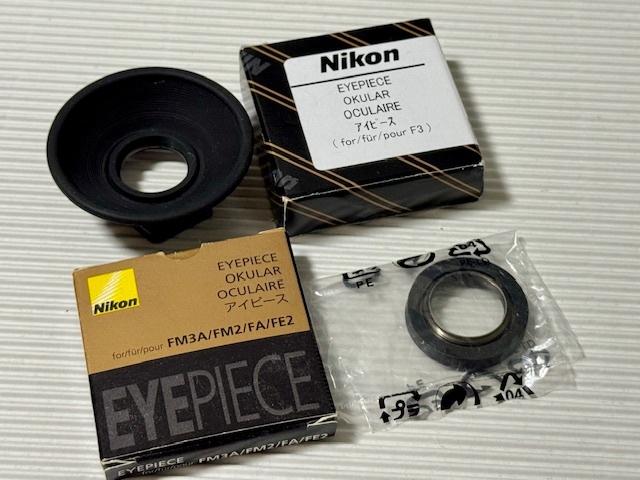 Nikon
EYEPIECE
OKULAR
OCULAIRE
アイピース
( for/für/pour F3 )
Nikon
EYEPIECE
OKULAR
OCULAIRE
アイピース
for/für/pour FM3A/FM2/FA/FE2
EYEPIECE
EYEPIECE
for/für/pour FM3A/FM2/FA/FE2
PE
04
04